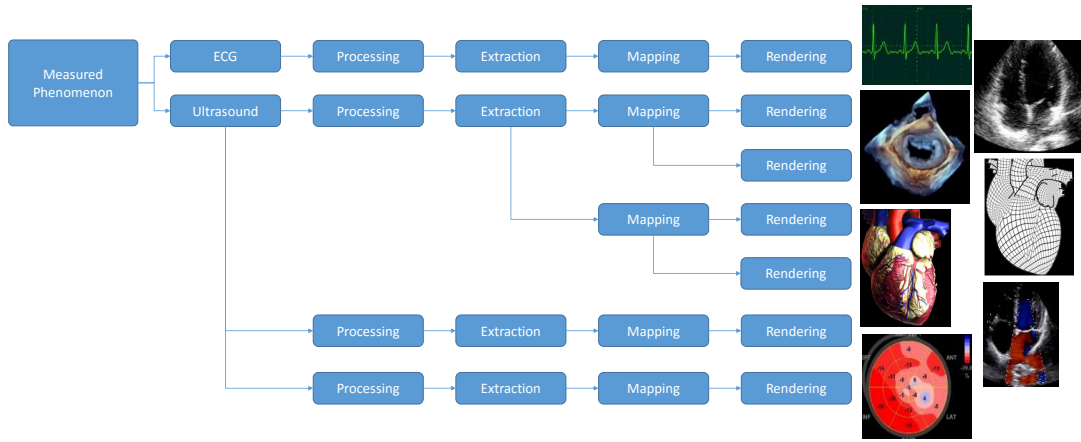 Measured
Phenomenon
ECG
Processing
Extraction
Mapping
Rendering
Ultrasound
Processing
Extraction
Mapping
Rendering
Rendering
Mapping
Rendering
Rendering
Processing
Extraction
Mapping
Rendering
Processing
Extraction
Mapping
Rendering
ANT
LAT
INF